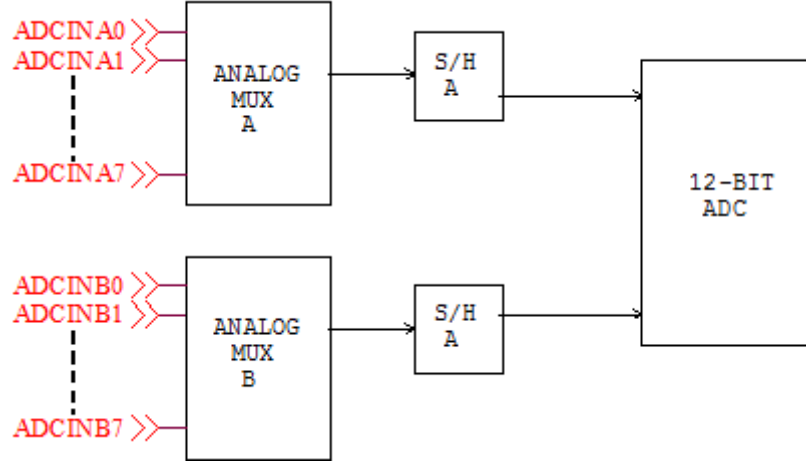 ADCINA0
ADCINA1
ADCINA7
ANALOG
MUX
A
S/H
A
12-BIT
ADC
ADCINB0
ADCINB1
ADCINB7
ANALOG
MUX
B
S/H
A